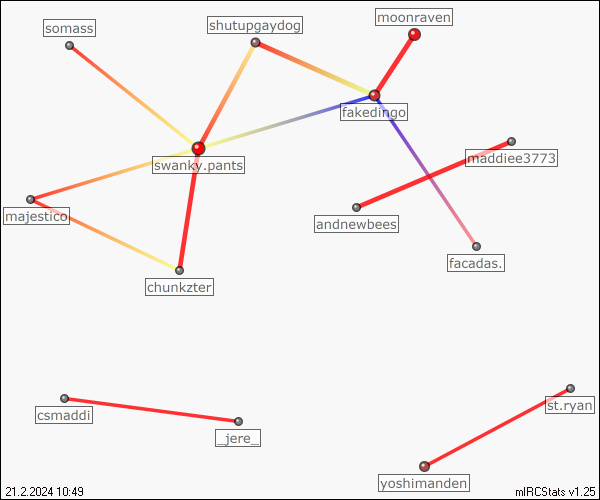 moonraven
shutupgaydog
somass
fakedingo
maddiee3773
swanky.pants
majestico
andnewbees
facadas.
chunkzter
st.ryan
csmaddi
_jere_
yoshimanden
21.2.2024 10:49
mIRCStats v1.25